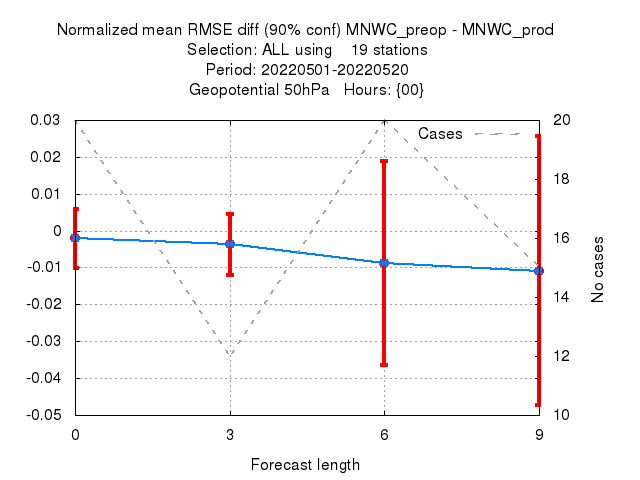 Normalized mean RMSE diff (90% conf) MNWC_preop - MNWC_prod
Selection: ALL using 19 stations
Period: 20220501-20220520
Geopotential 50hPa Hours: {00}
Cases
0.03
0.02
0.01
0
-0.01
-0.02
-0.03
-0.04
-0.05
20
18
16
14
12
10
No cases
0 3 6 9
Forecast length